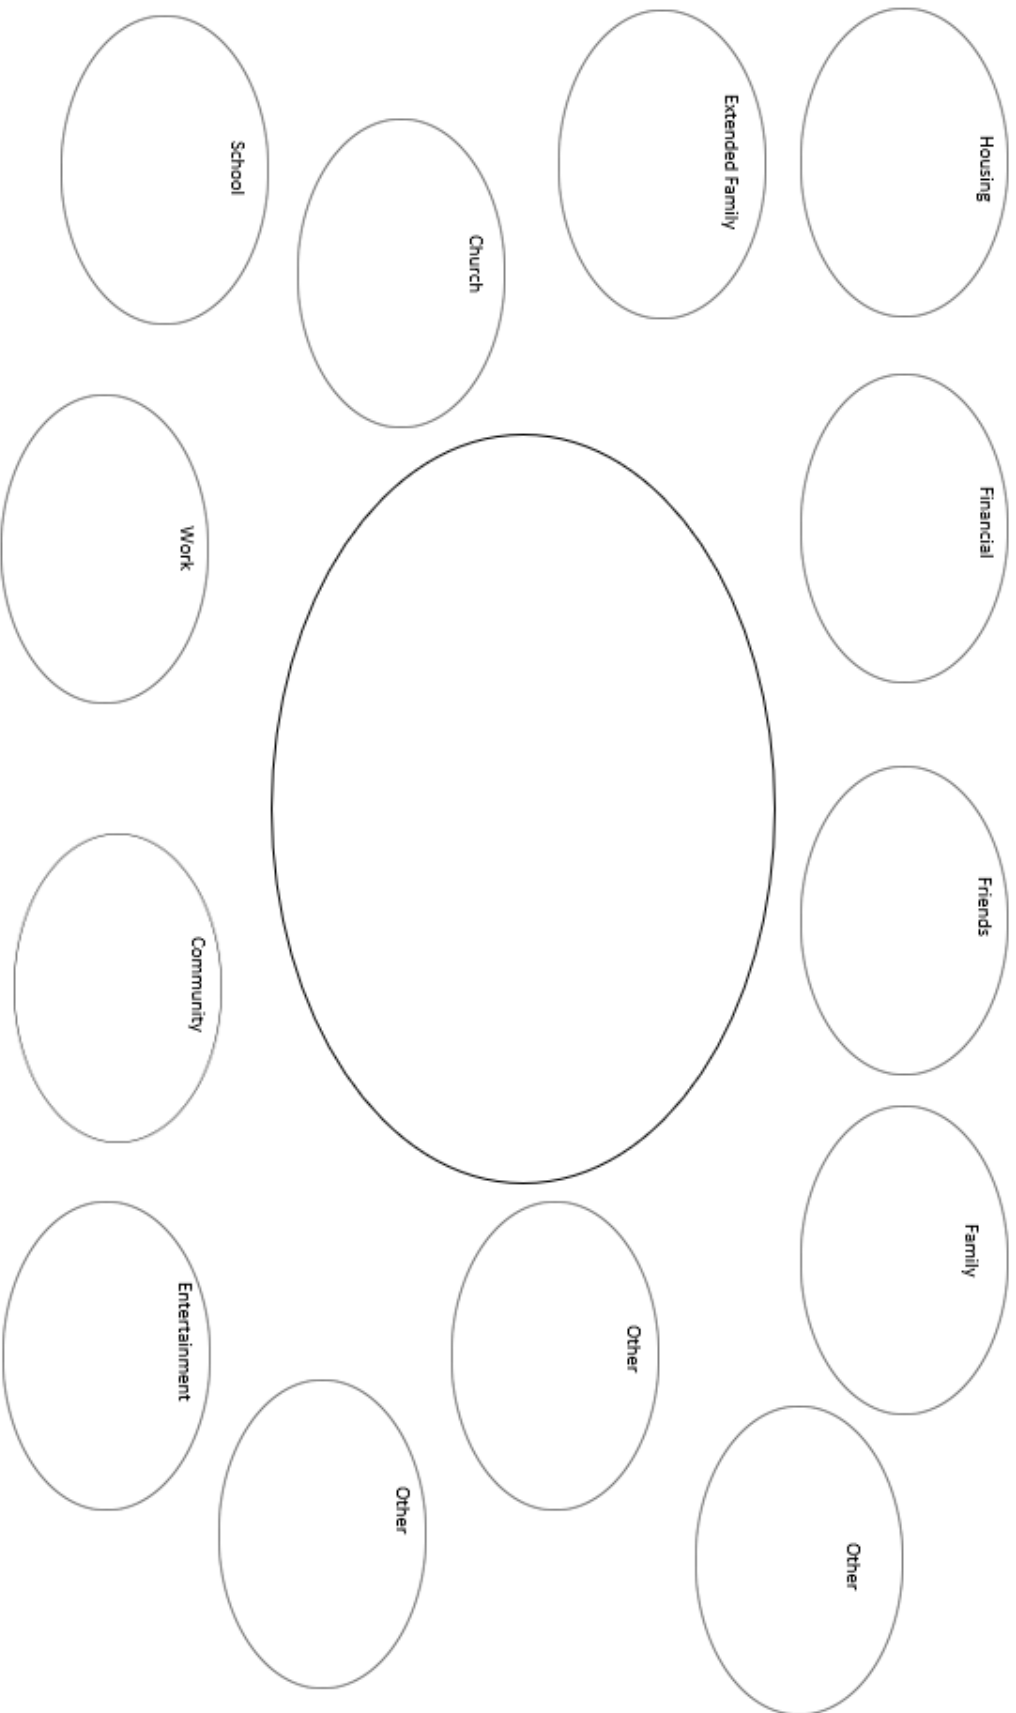 Housing
Financial
Friends
Family
Extended Family
Other
Other
Church
Other
School
Work
Community
Entertainment